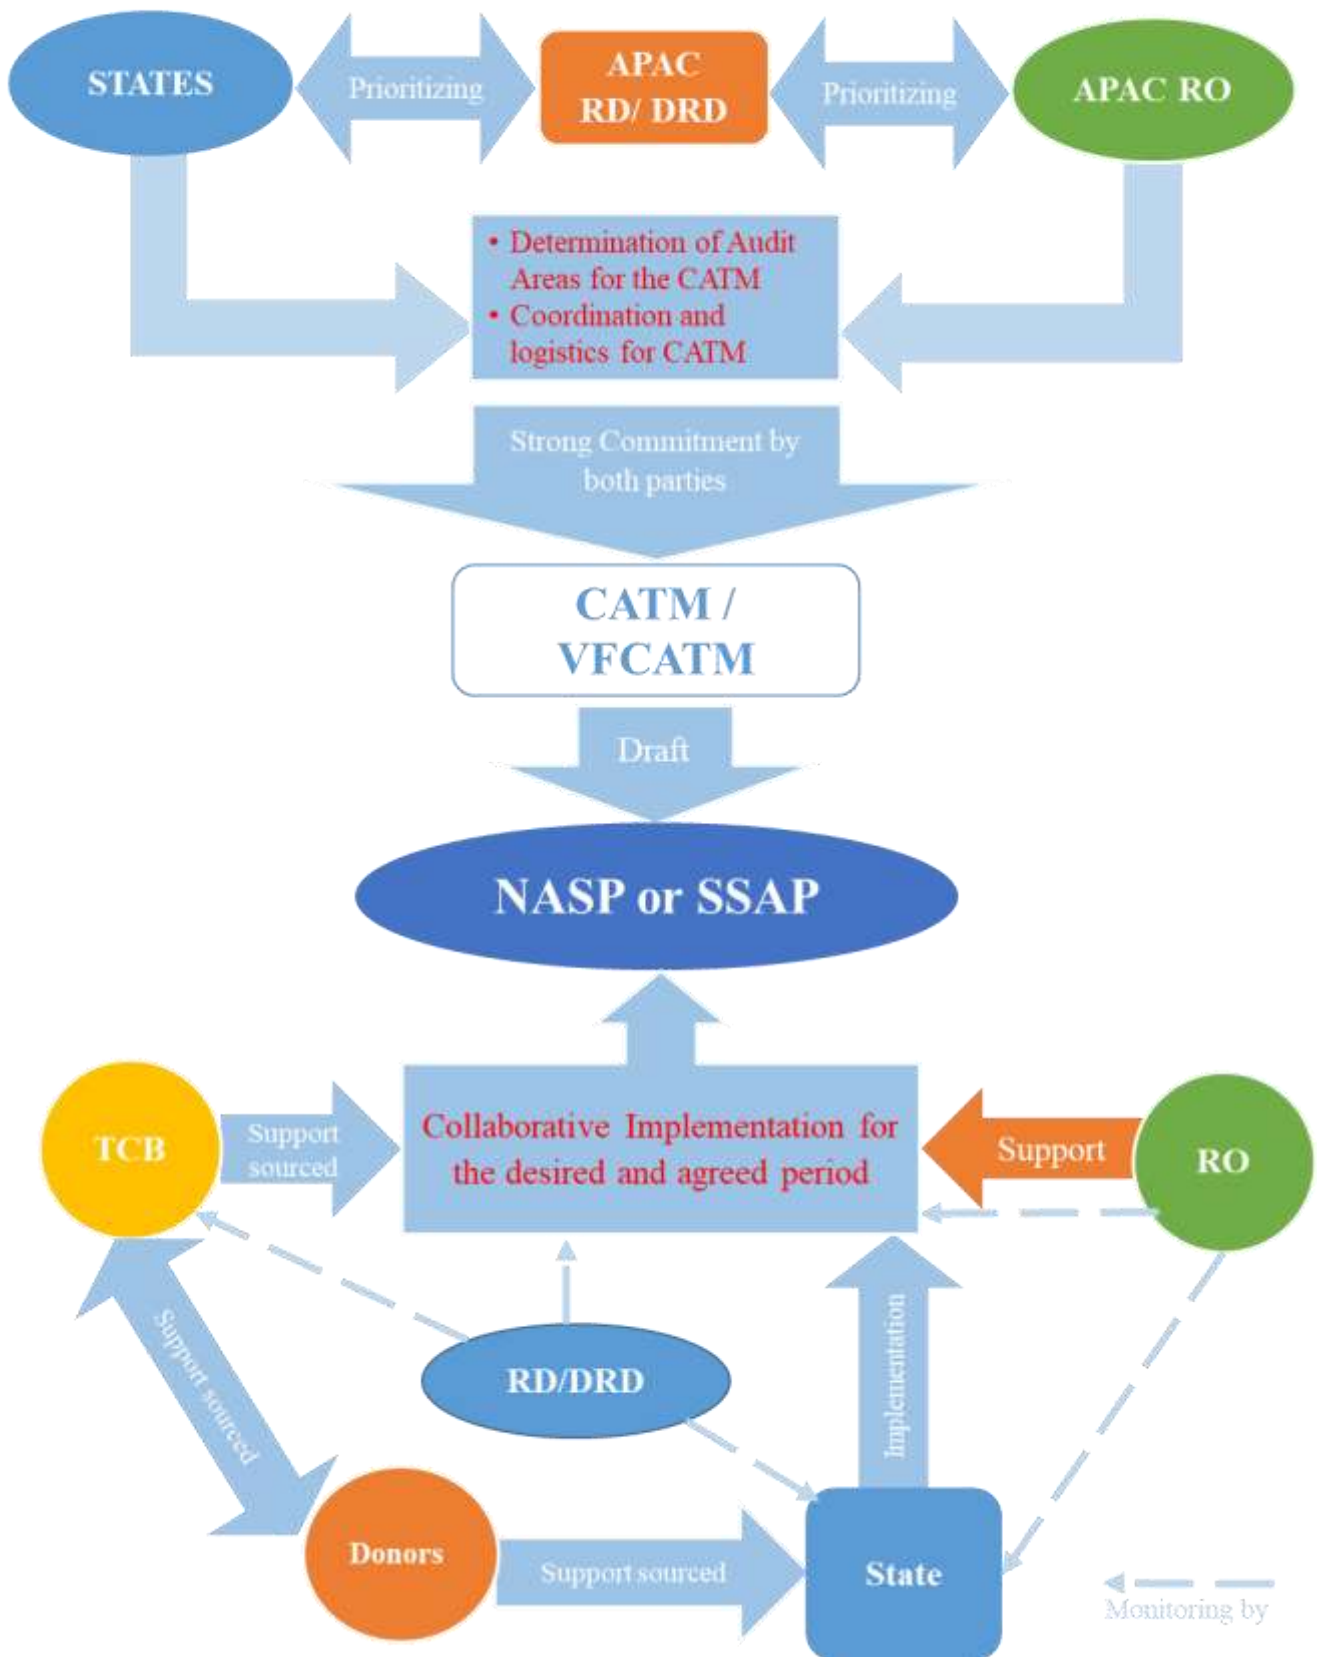 STATES
Prioritizing
APAC
RD/ DRD
Prioritizing
APAC RO
• Determination of Audit
Areas for the CATM
• Coordination and
logistics for CATM
Strong Commitment by
both parties
CATM /
VFCATM
Draft
NASP or SSAP
TCB
Support
sourced
Collaborative Implementation for
the desired and agreed period
Support
RO
Support sourced
RD/DRD
Implementation
Donors
Support sourced
State
Monitoring by